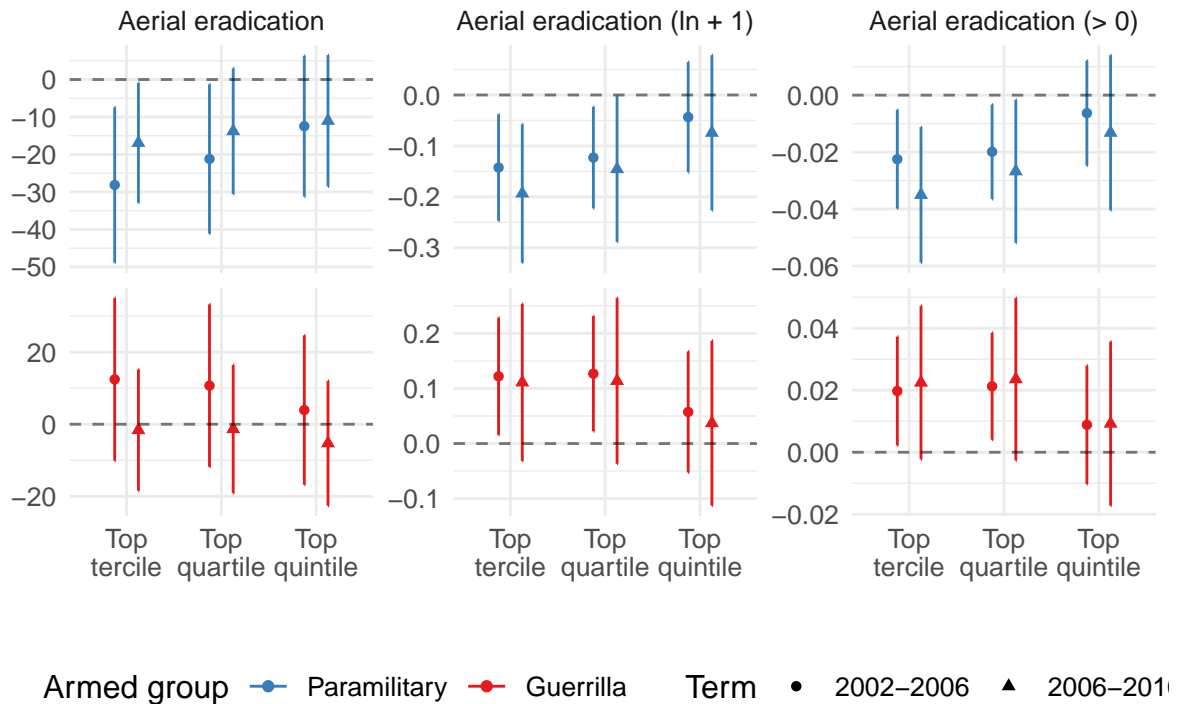 Aerial eradication
Aerial eradication (ln + 1)
Aerial eradication (> 0)
0
−10
−20
−30
−40
−50
0.0
−0.1
−0.2
−0.3
0.00
−0.02
−0.04
−0.06
20
0
−20
0.2
0.1
0.0
−0.1
0.04
0.02
0.00
−0.02
Top tercile
Top quartile
Top quintile
Top tercile
Top quartile
Top quintile
Top tercile
Top quartile
Top quintile
Armed group Paramilitary Guerrilla Term 2002−2006 2006−201